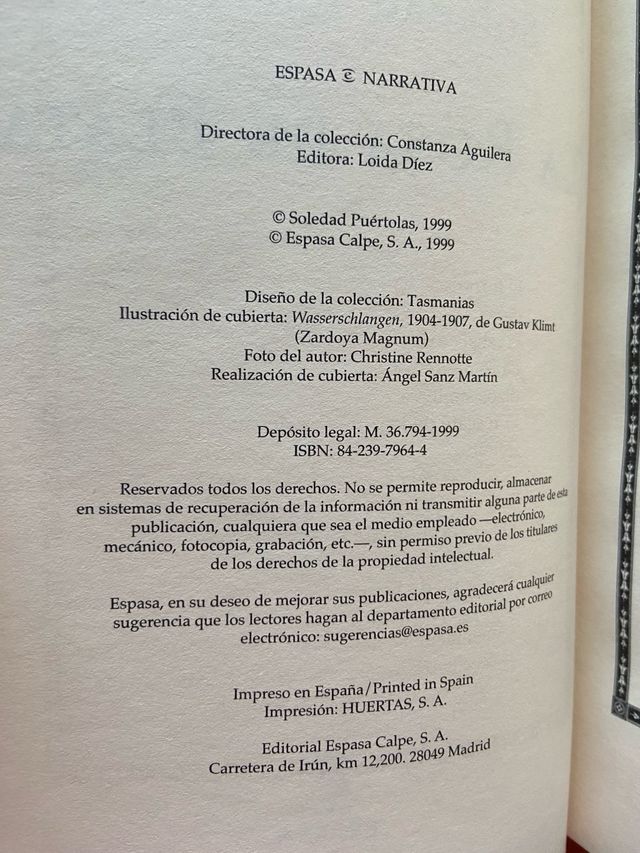 ESPASA NARRATIVA
Directora de la colección: Constanza Aguilera
Editora: Loida Díez
© Soledad Puértolas, 1999
© Espasa Calpe, S. A., 1999
Diseño de la colección: Tasmanias
Ilustración de cubierta: Wasserschlangen, 1904-1907, de Gustav Klimt
(Zardoya Magnum)
Foto del autor: Christine Rennotte
Realización de cubierta: Ángel Sanz Martín
Depósito legal: M. 36.794-1999
ISBN: 84-239-7964-4
Reservados todos los derechos. No se permite reproducir, almacenar
en sistemas de recuperación de la información ni transmitir alguna parte de esta
publicación, cualquiera que sea el medio empleado —electrónico,
mecánico, fotocopia, grabación, etc.—, sin permiso previo de los titulares
de los derechos de la propiedad intelectual.
Espasa, en su deseo de mejorar sus publicaciones, agradecerá cualquier
sugerencia que los lectores hagan al departamento editorial por correo
electrónico: sugerencias@espasa.es
Impreso en España/Printed in Spain
Impresión: HUERTAS, S. A.
Editorial Espasa Calpe, S. A.
Carretera de Irún, km 12,200. 28049 Madrid